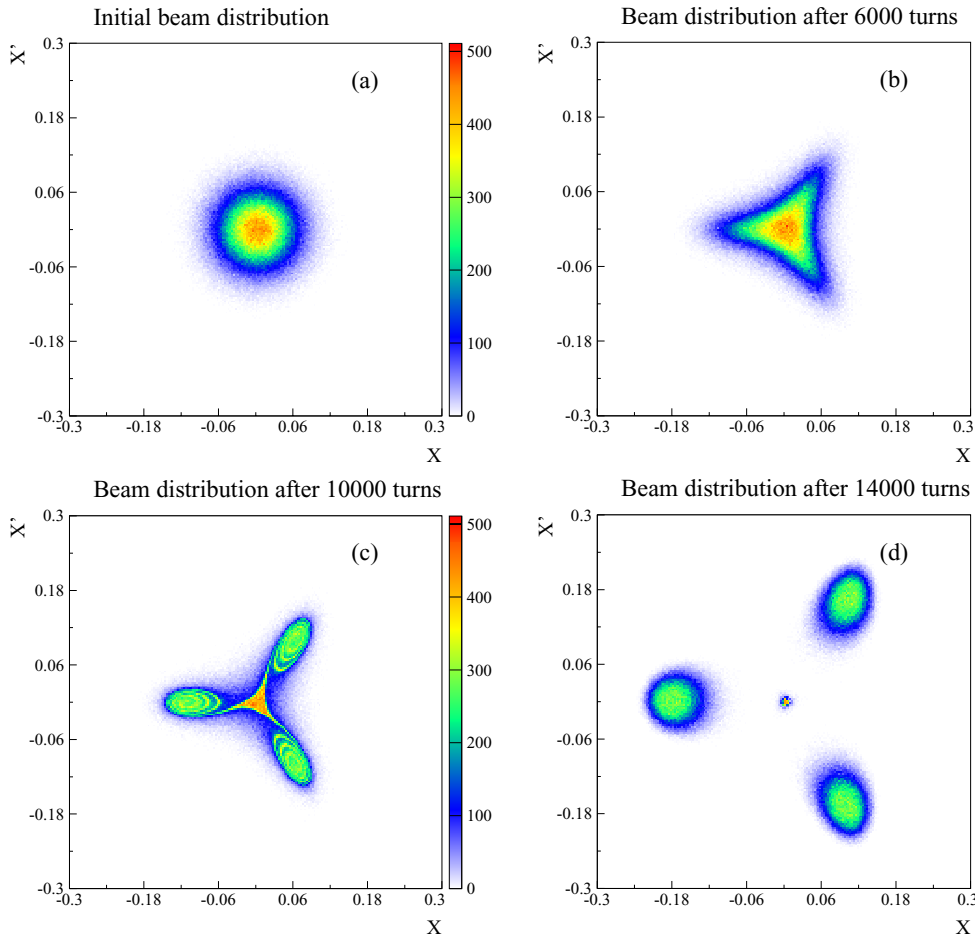 Initial beam distribution
X'
0.3
0.18
0.06
-0.06
-0.18
-0.3
(a)
-0.3 -0.18 -0.06 0.06 0.18 0.3
X
500
400
300
200
100
0
Beam distribution after 6000 turns
X'
0.3
0.18
0.06
-0.06
-0.18
-0.3
(b)
-0.3 -0.18 -0.06 0.06 0.18 0.3
X
Beam distribution after 10000 turns
X'
0.3
0.18
0.06
-0.06
-0.18
-0.3
(c)
-0.3 -0.18 -0.06 0.06 0.18 0.3
X
500
400
300
200
100
0
Beam distribution after 14000 turns
X'
0.3
0.18
0.06
-0.06
-0.18
-0.3
(d)
-0.3 -0.18 -0.06 0.06 0.18 0.3
X